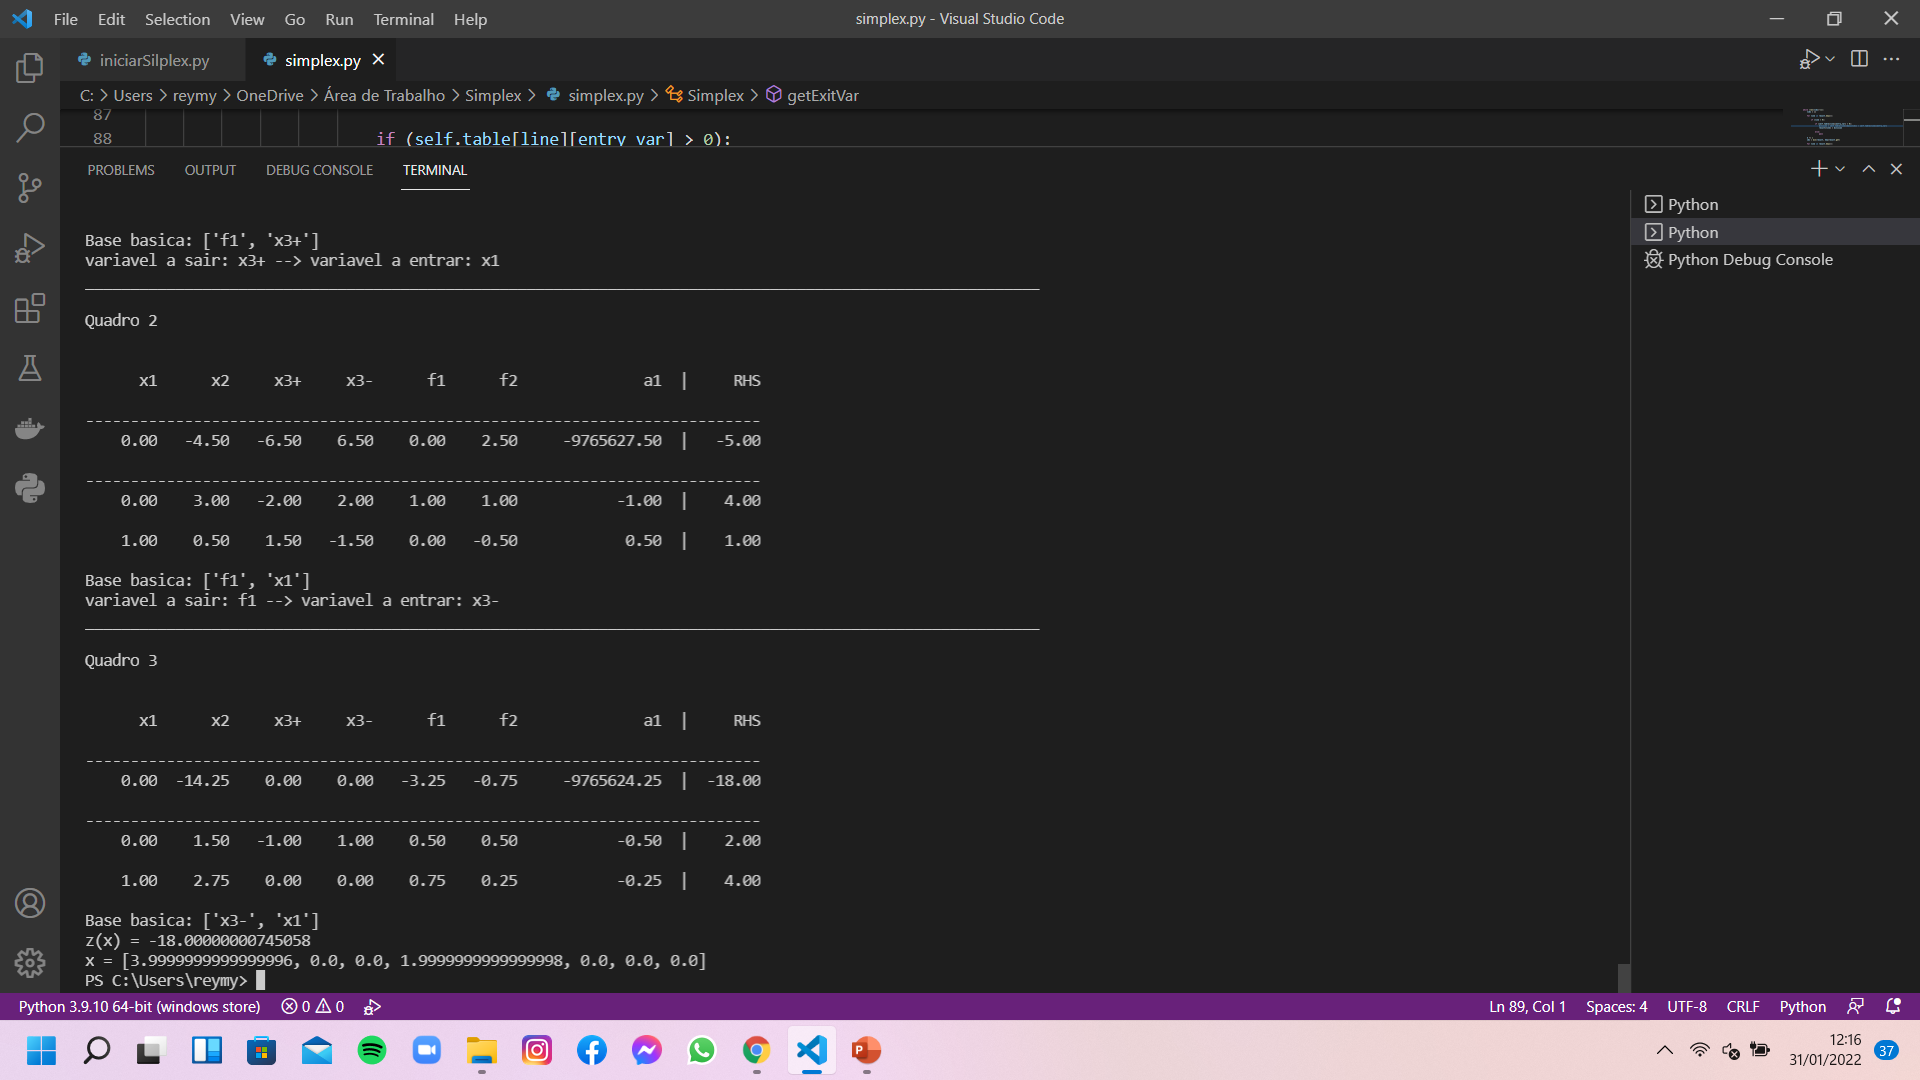 File Edit Selection View Go Run Terminal Help
simplex.py - Visual Studio Code
iniciarSilplex.py simplex.py
C: > Users > reymy > OneDrive > Área de Trabalho > Simplex > simplex.py > Simplex > getExitVar
87
88 if (self.table[line][entry_var] > 0):
PROBLEMS OUTPUT DEBUG CONSOLE TERMINAL
Python
Python
Python Debug Console
Base basica: ['f1', 'x3+']
variavel a sair: x3+ --> variavel a entrar: x1
Quadro 2
x1 x2 x3+ x3- f1 f2 a1 | RHS
0.00 -4.50 -6.50 6.50 0.00 2.50 -9765627.50 | -5.00
0.00 3.00 -2.00 2.00 1.00 1.00 -1.00 | 4.00
1.00 0.50 1.50 -1.50 0.00 -0.50 0.50 | 1.00
Base basica: ['f1', 'x1']
variavel a sair: f1 --> variavel a entrar: x3-
Quadro 3
x1 x2 x3+ x3- f1 f2 a1 | RHS
0.00 -14.25 0.00 0.00 -3.25 -0.75 -9765624.25 | -18.00
0.00 1.50 -1.00 1.00 0.50 0.50 -0.50 | 2.00
1.00 2.75 0.00 0.00 0.75 0.25 -0.25 | 4.00
Base basica: ['x3-', 'x1']
z(x) = -18.00000000745058
x = [3.9999999999999996, 0.0, 0.0, 1.9999999999999998, 0.0, 0.0, 0.0]
PS C:\Users\reymy>
Python 3.9.10 64-bit (windows store) 0 0 Ln 89, Col 1 Spaces: 4 UTF-8 CRLF Python
12:16
31/01/2022
37